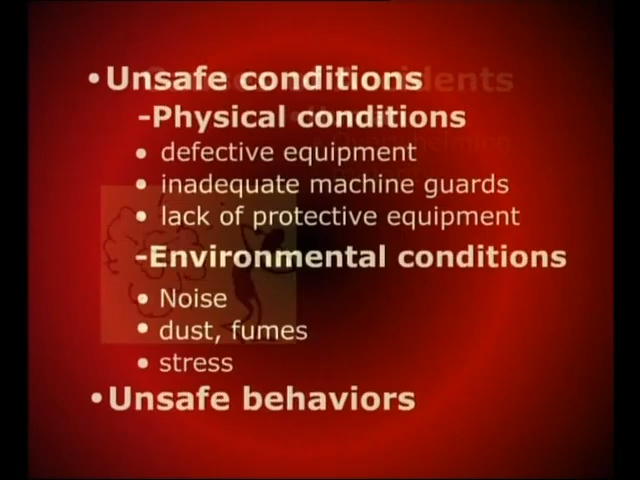 • Unsafe conditions
-Physical conditions
• defective equipment
• inadequate machine guards
• lack of protective equipment
-Environmental conditions
• Noise
• dust, fumes
• stress
• Unsafe behaviors